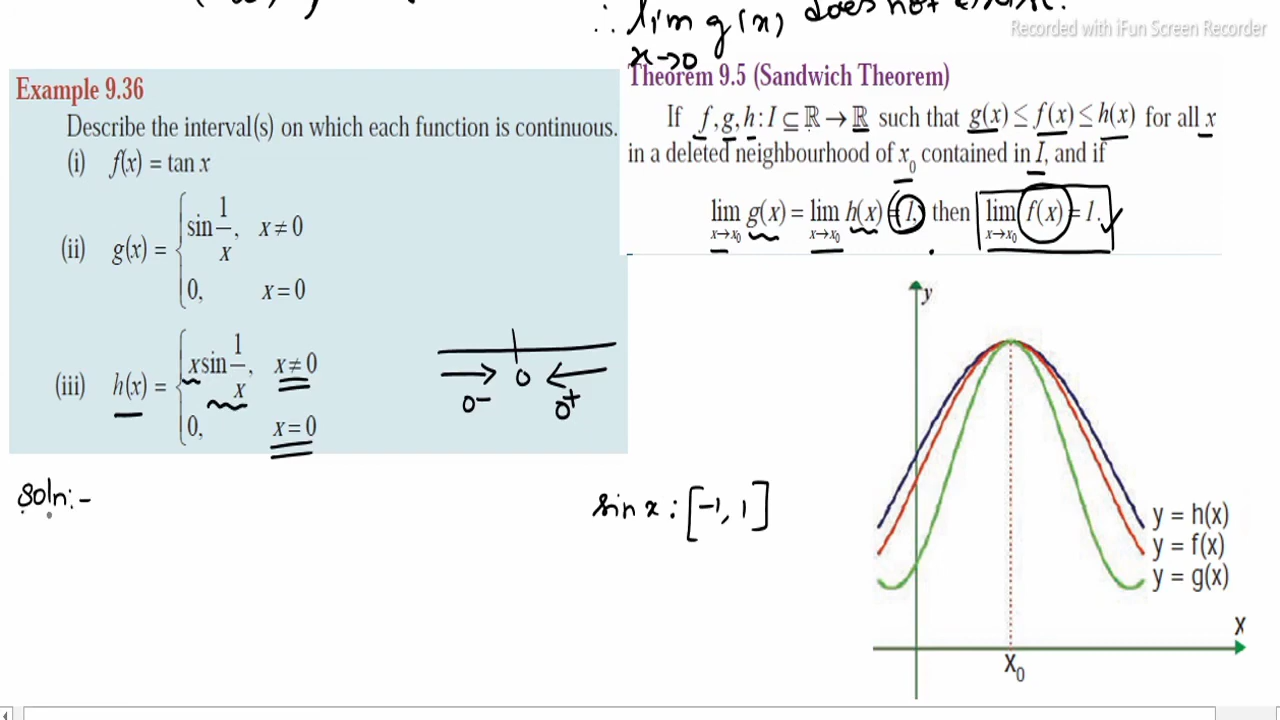 ∴ lim g(x) does not exist.
x→0
Recorded with iFun Screen Recorder
Example 9.36
Describe the interval(s) on which each function is continuous.
(i) f(x) = tan x
(ii) g(x) = { sin 1/x, x ≠ 0
0, x = 0
(iii) h(x) = { x sin 1/x, x ≠ 0
0, x = 0
0
0- 0+
Theorem 9.5 (Sandwich Theorem)
If f, g, h : I ⊆ ℝ → ℝ such that g(x) ≤ f(x) ≤ h(x) for all x
in a deleted neighbourhood of x₀ contained in I, and if
lim g(x) = lim h(x) = l, then lim f(x) = l.
x→x₀ x→x₀ x→x₀
Soln:-
sin x : [-1, 1]
y
y = h(x)
y = f(x)
y = g(x)
X
X₀